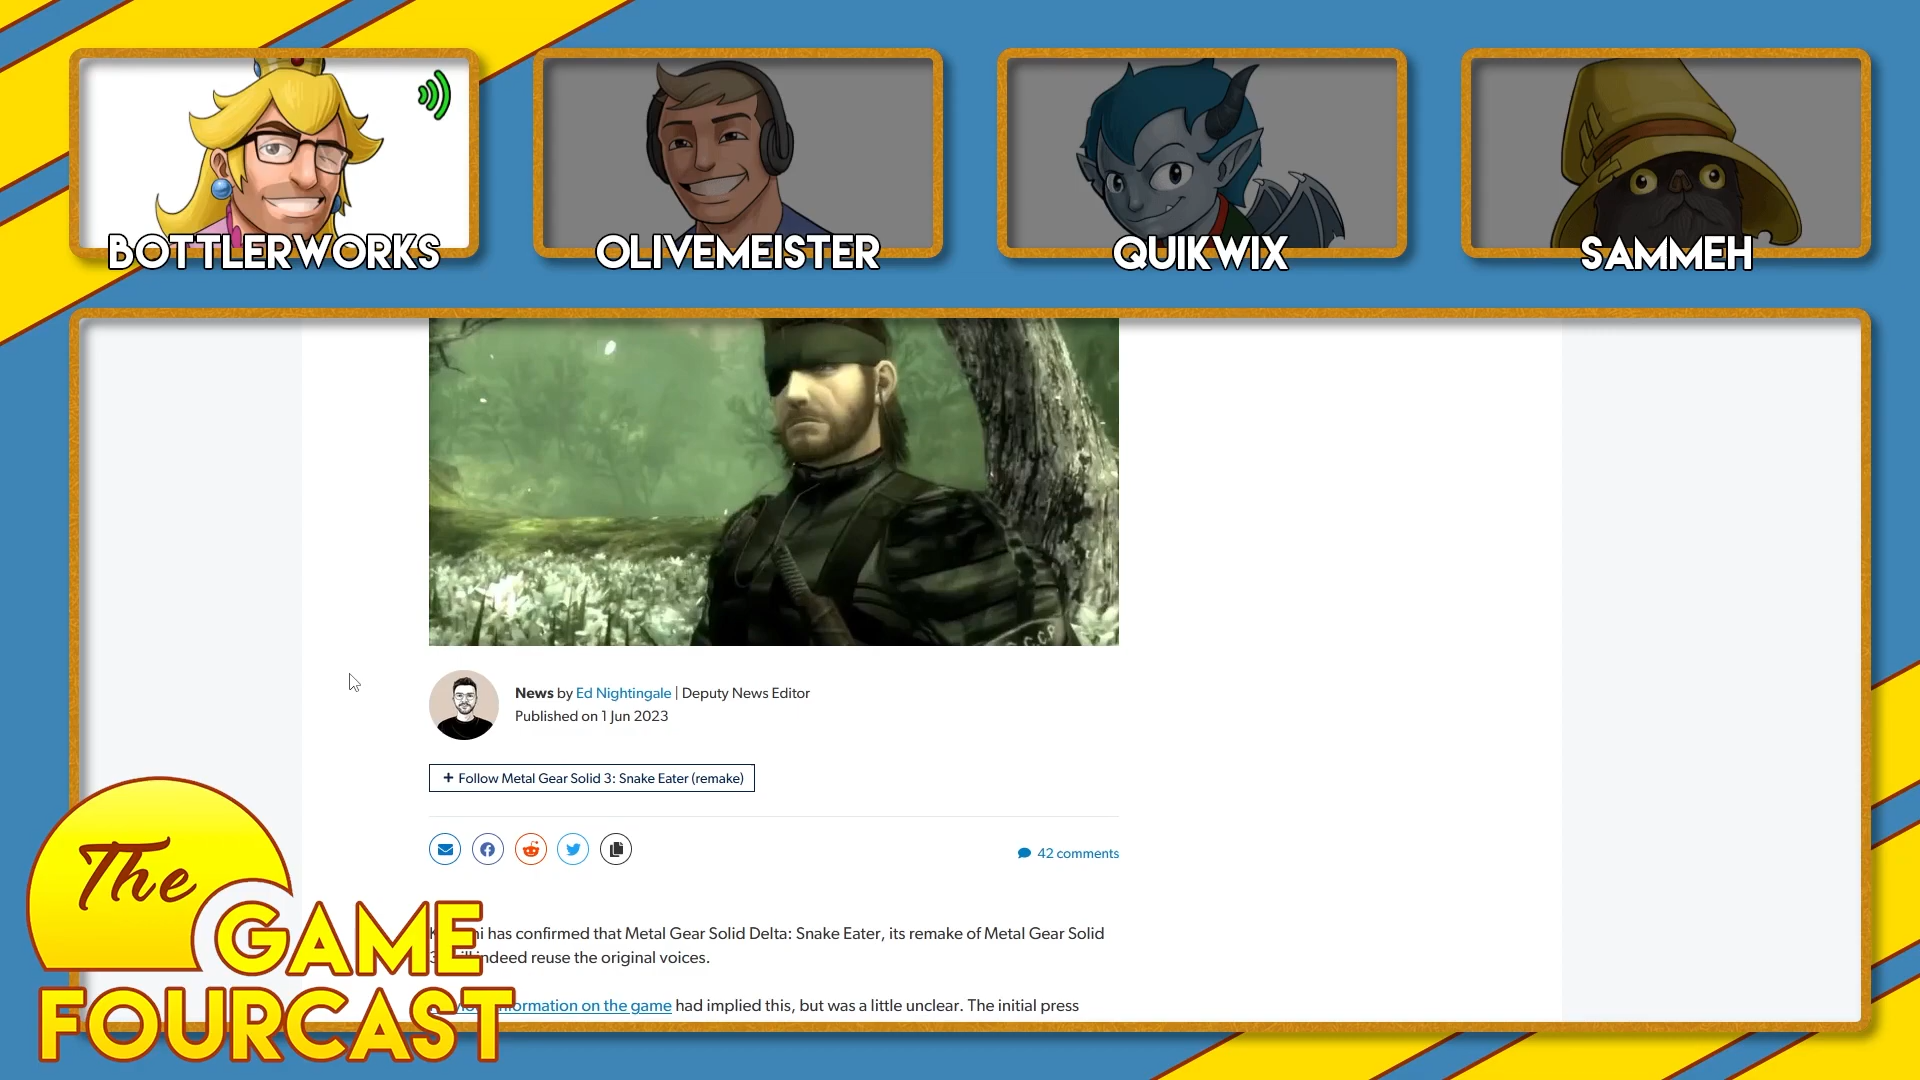 BOTTLERWORKS
OLIVEMEISTER
QUIKWIX
SAMMEH
News by Ed Nightingale | Deputy News Editor
Published on 1 Jun 2023
+ Follow Metal Gear Solid 3: Snake Eater (remake)
42 comments
has confirmed that Metal Gear Solid Delta: Snake Eater, its remake of Metal Gear Solid
indeed reuse the original voices.
information on the game had implied this, but was a little unclear. The initial press
The
GAME
FOURCAST